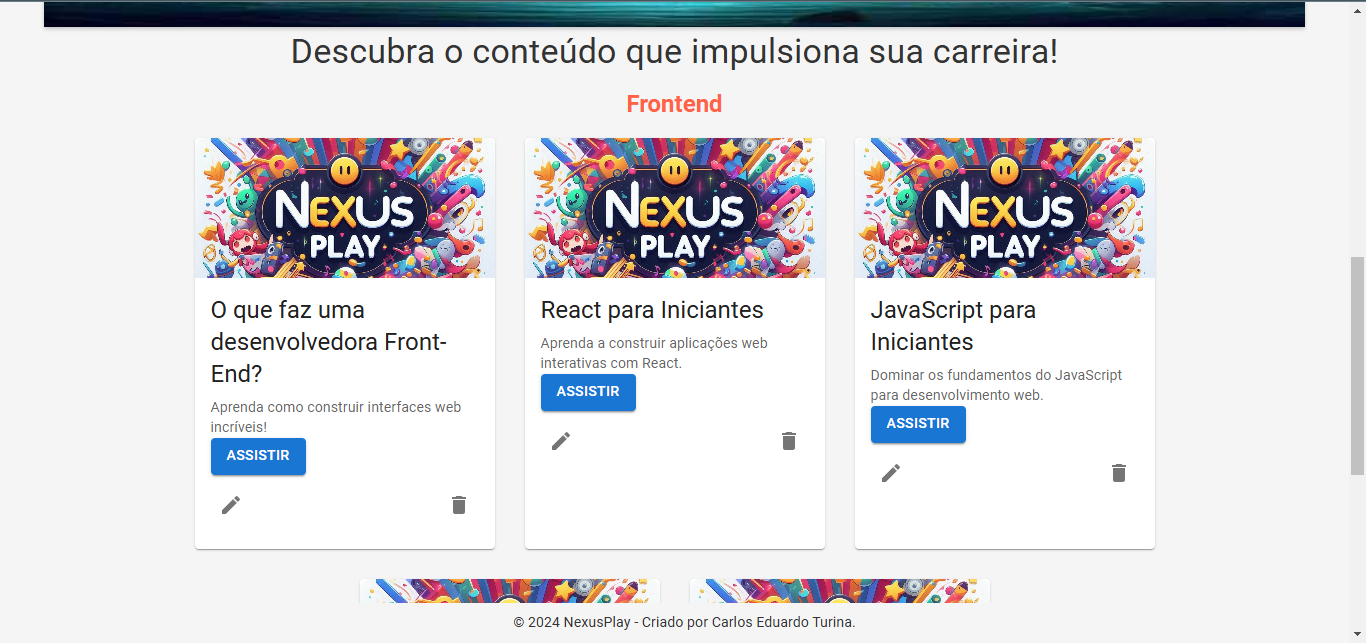 Descubra o conteúdo que impulsiona sua carreira!
Frontend
NEXUS
PLAY
O que faz uma
desenvolvedora Front-
End?
Aprenda como construir interfaces web
incríveis!
ASSISTIR
NEXUS
PLAY
React para Iniciantes
Aprenda a construir aplicações web
interativas com React.
ASSISTIR
NEXUS
PLAY
JavaScript para
Iniciantes
Dominar os fundamentos do JavaScript
para desenvolvimento web.
ASSISTIR
© 2024 NexusPlay - Criado por Carlos Eduardo Turina.